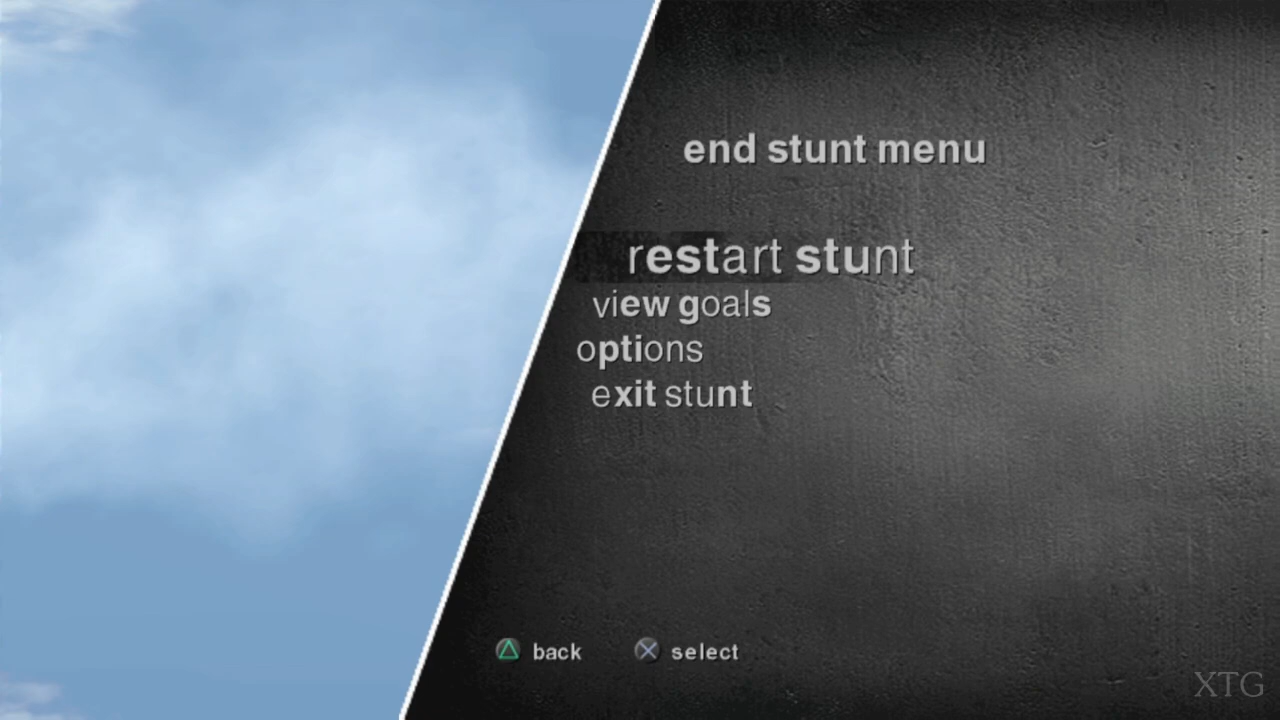 end stunt menu
restart stunt
view goals
options
exit stunt
back select
XTG